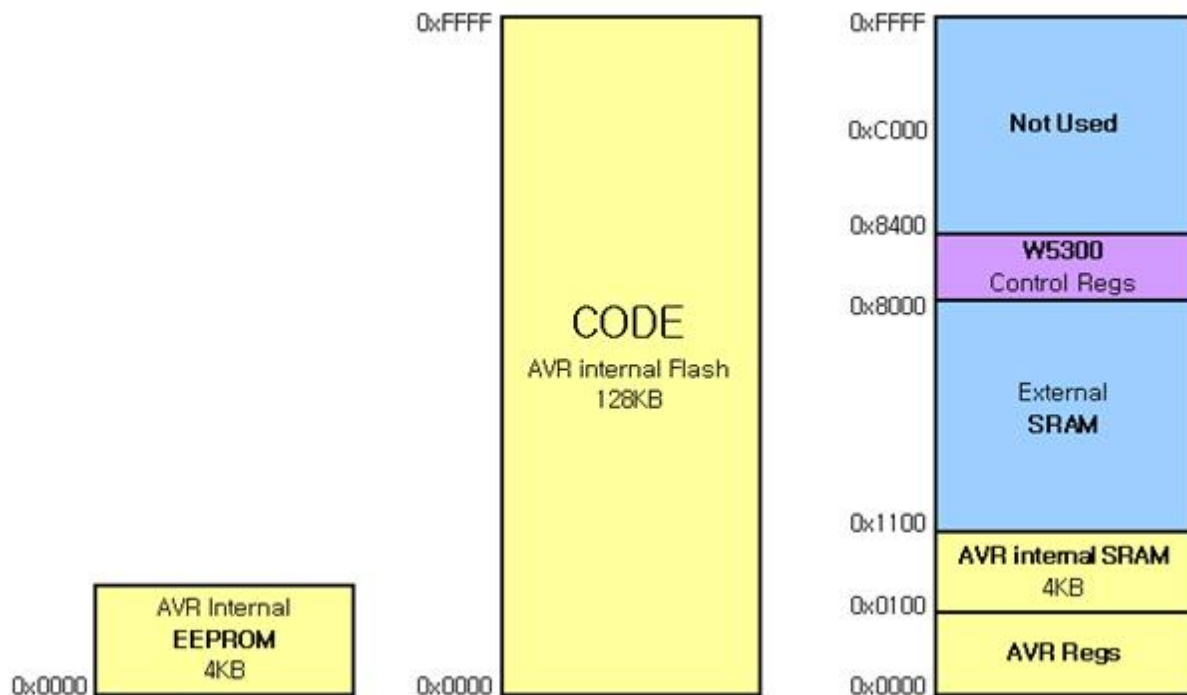 0xFFFF
0xFFFF
0xC000
Not Used
0x8400
W5300
Control Regs
0x8000
CODE
AVR internal Flash
128KB
External
SRAM
0x1100
AVR internal SRAM
4KB
0x0100
AVR Regs
0x0000
AVR Internal
EEPROM
4KB
0x0000
0x0000